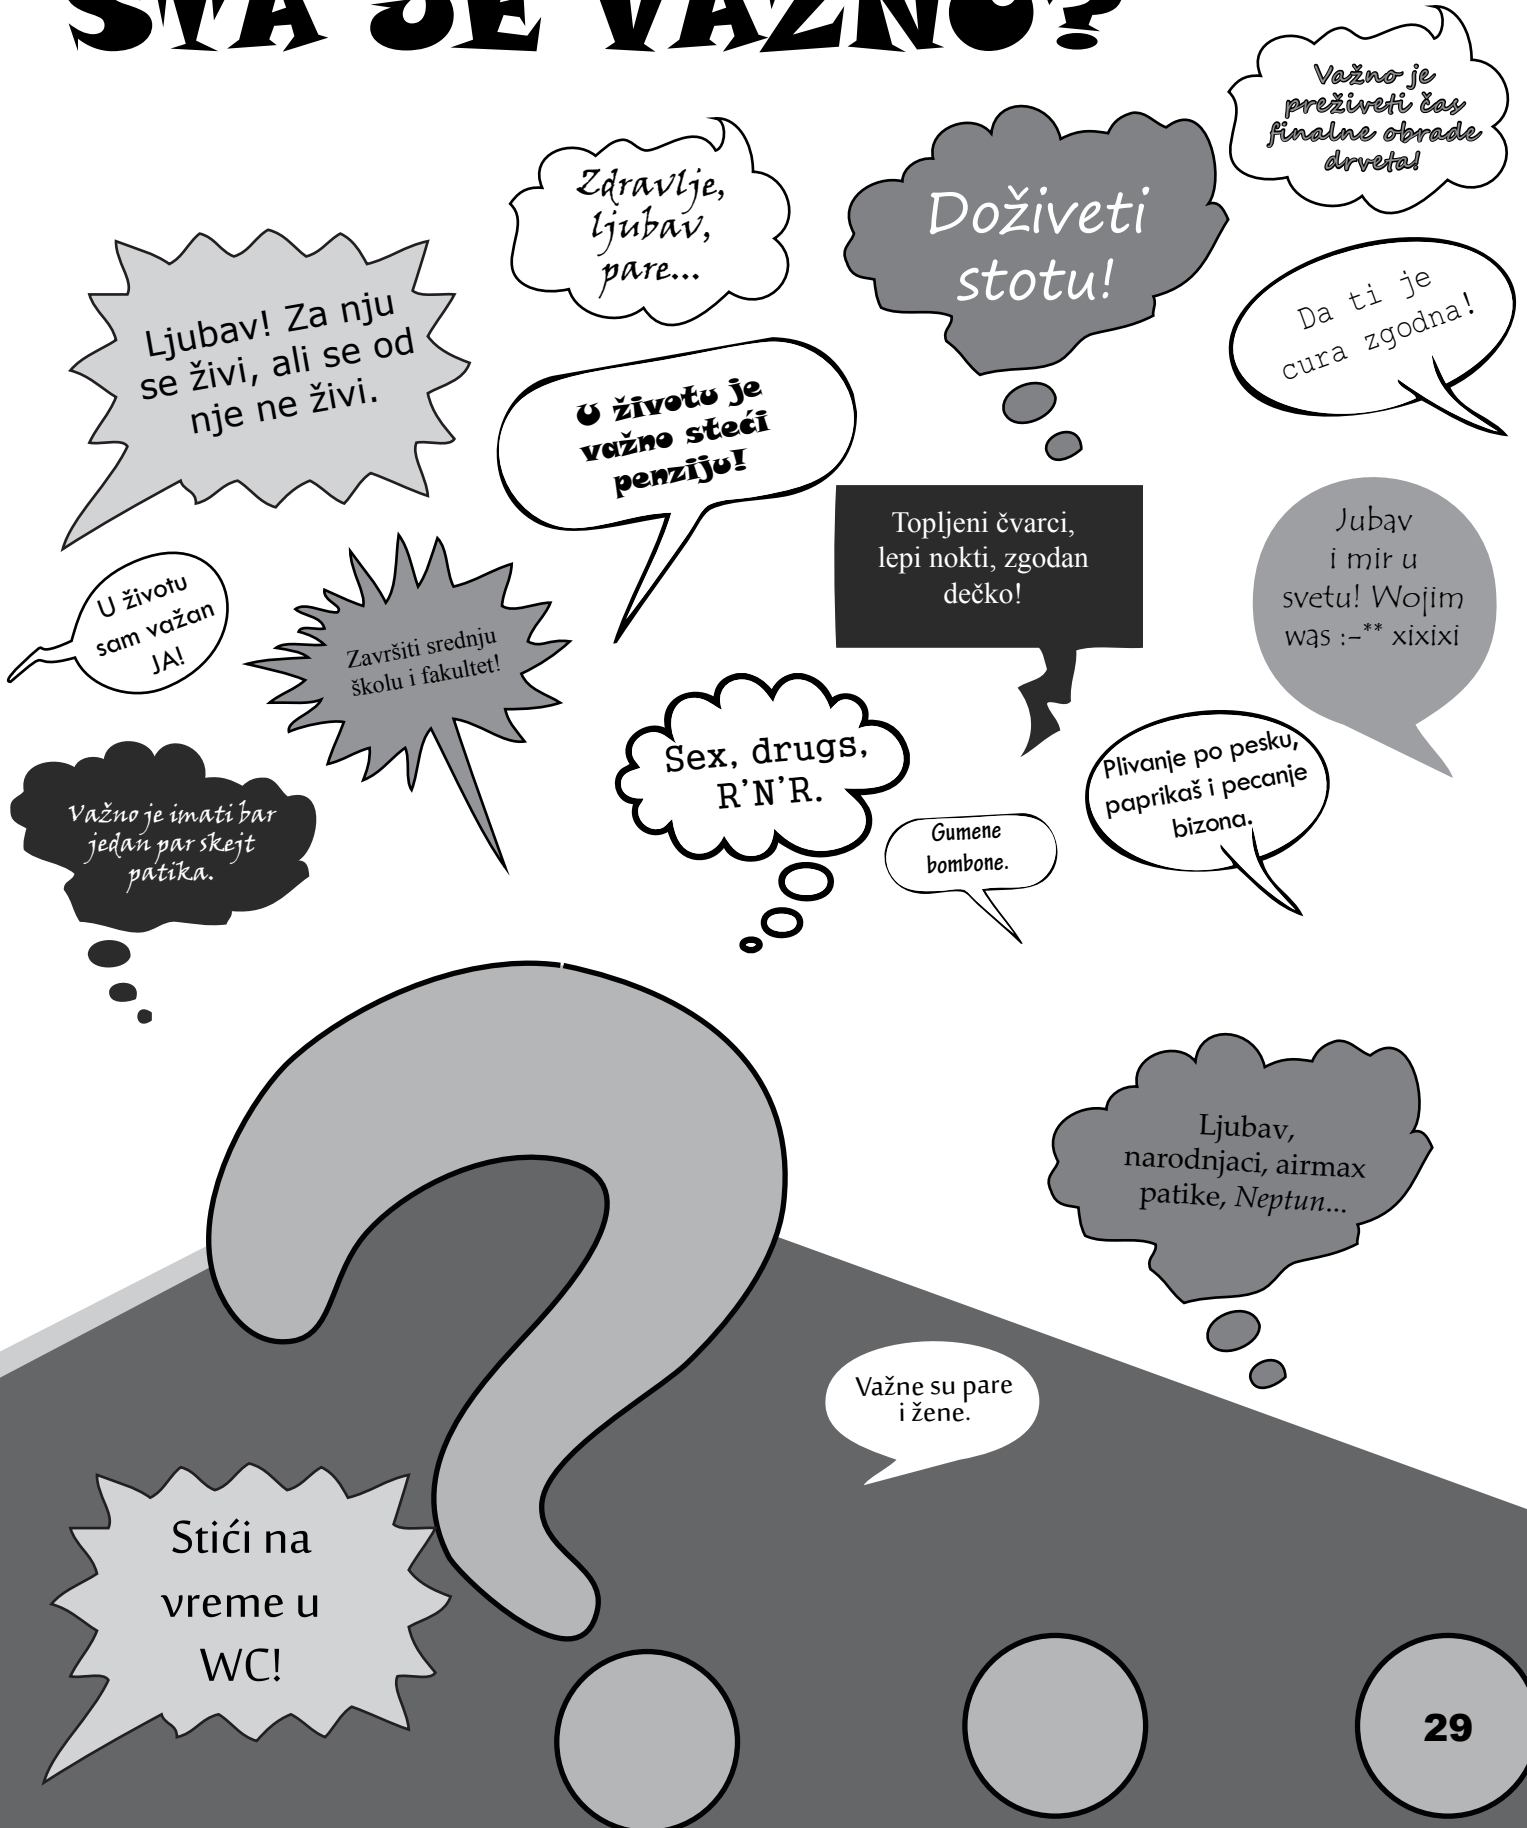 ŠTA JE VAŽNO?
Važno je
preživeti čas
finalne obrade
drveta!
Zdravlje,
ljubav,
pare...
Doživeti
stotu!
Ljubav! Za nju
se živi, ali se od
nje ne živi.
Da ti je
cura zgodna!
U životu je
važno steći
penziju!
Topljeni čvarci,
lepi nokti, zgodan
dečko!
Jubav
i mir u
svetu! Wojim
was :-** xixixi
U životu
sam važan
JA!
Završiti srednju
školu i fakultet!
Sex, drugs,
R’N’R.
Plivanje po pesku,
paprikaš i pecanje
bizona.
Važno je imati bar
jedan par skejt
patika.
Gumene
bombone.
Ljubav,
narodnjaci, airmax
patike, Neptun...
Važne su pare
i žene.
Stići na
vreme u
WC!
29